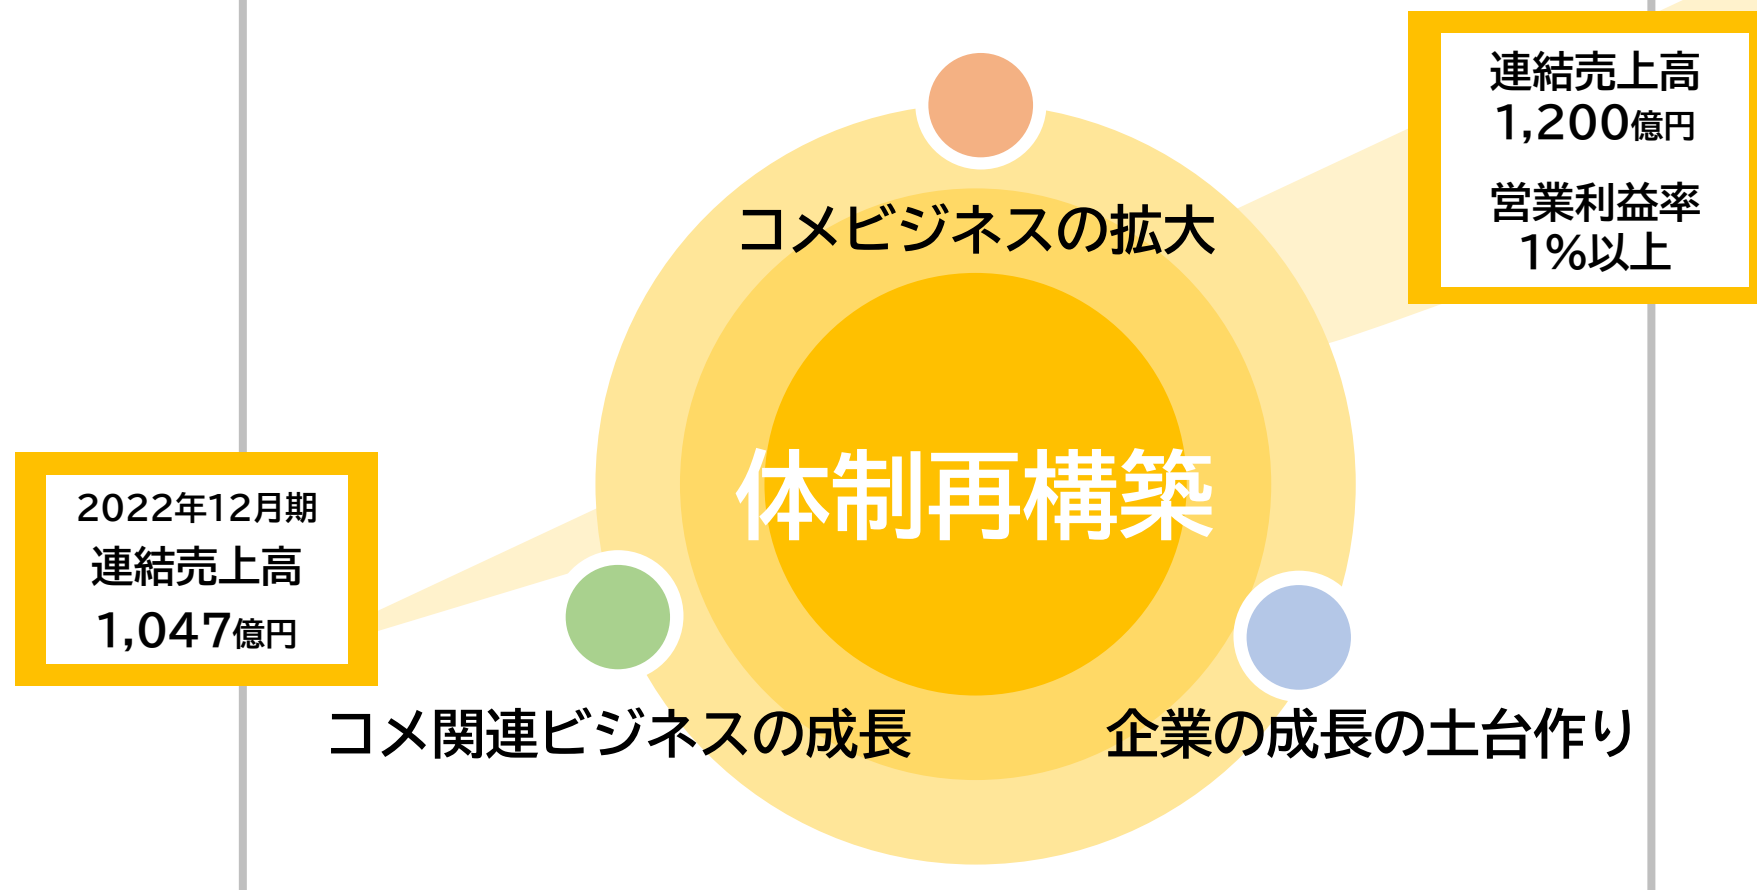 連結売上高
1,200億円
営業利益率
1%以上
コメビジネスの拡大
体制再構築
2022年12月期
連結売上高
1,047億円
コメ関連ビジネスの成長
企業の成長の土台作り